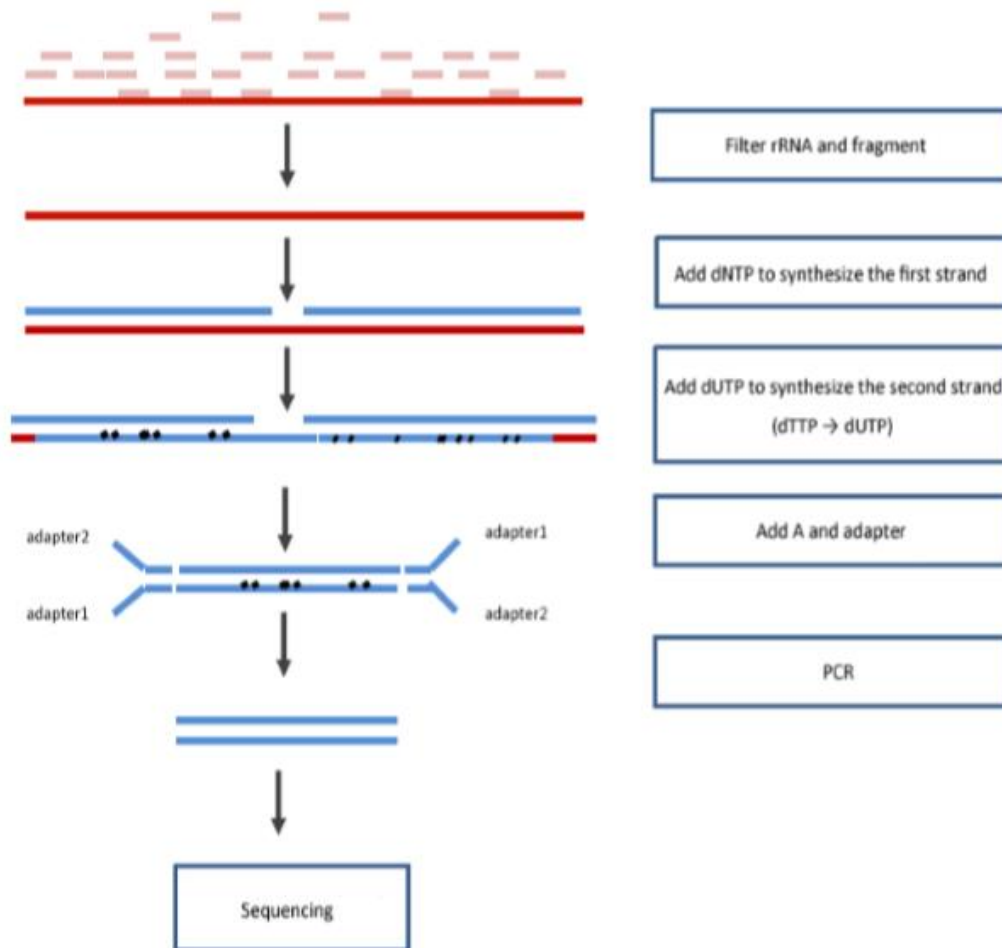 Filter rRNA and fragment
Add dNTP to synthesize the first strand
Add dUTP to synthesize the second strand
(dTTP → dUTP)
adapter2
adapter1
Add A and adapter
adapter1
adapter2
PCR
Sequencing